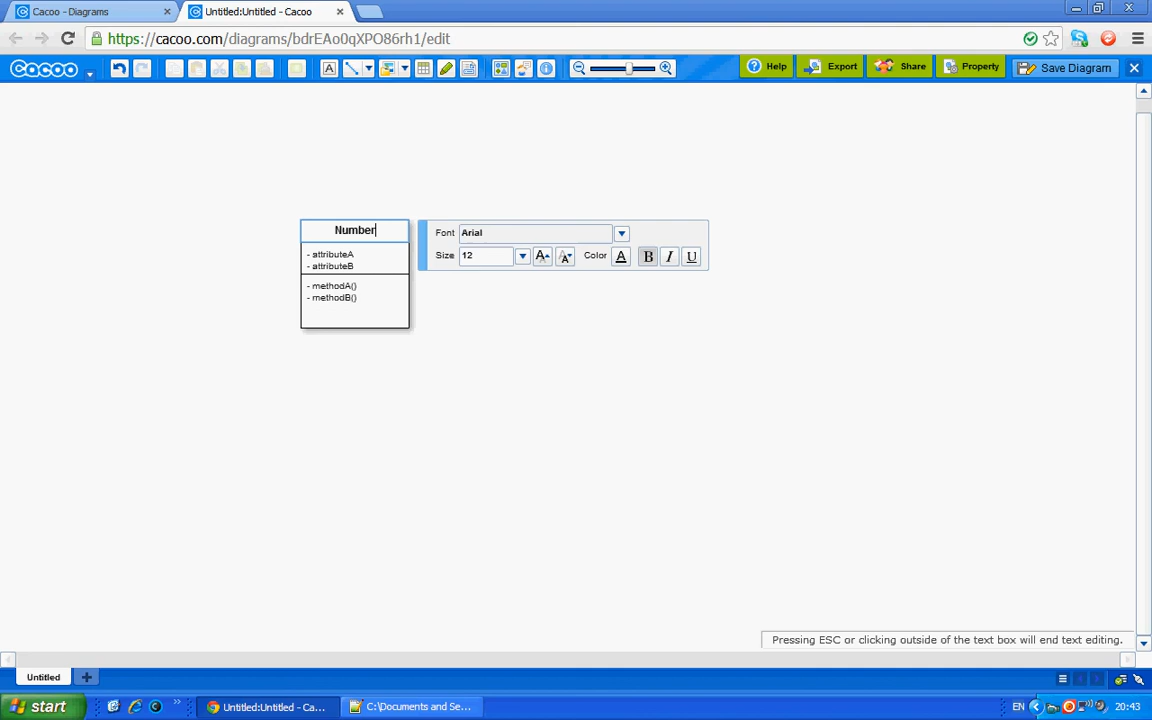 Cacoo - Diagrams
Untitled:Untitled - Cacoo
https://cacoo.com/diagrams/bdrEAo0qXPO86rh1/edit
Cacoo
A
Help
Export
Share
Property
Save Diagram
Number
- attributeA
- attributeB
- methodA()
- methodB()
Font Arial
Size 12 A A Color A B I U
Pressing ESC or clicking outside of the text box will end text editing.
Untitled
start
Untitled:Untitled - Ca...
C:\Documents and Se...
EN
20:43